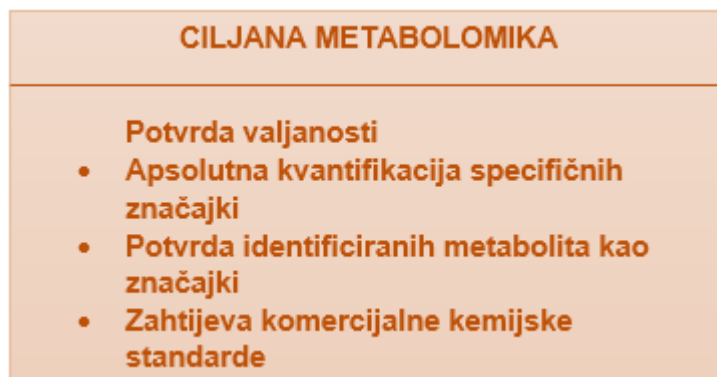 CILJANA METABOLOMIKA
Potvrda valjanosti
• Apsolutna kvantifikacija specifičnih
značajki
• Potvrda identificiranih metabolita kao
značajki
• Zahtijeva komercijalne kemijske
standarde